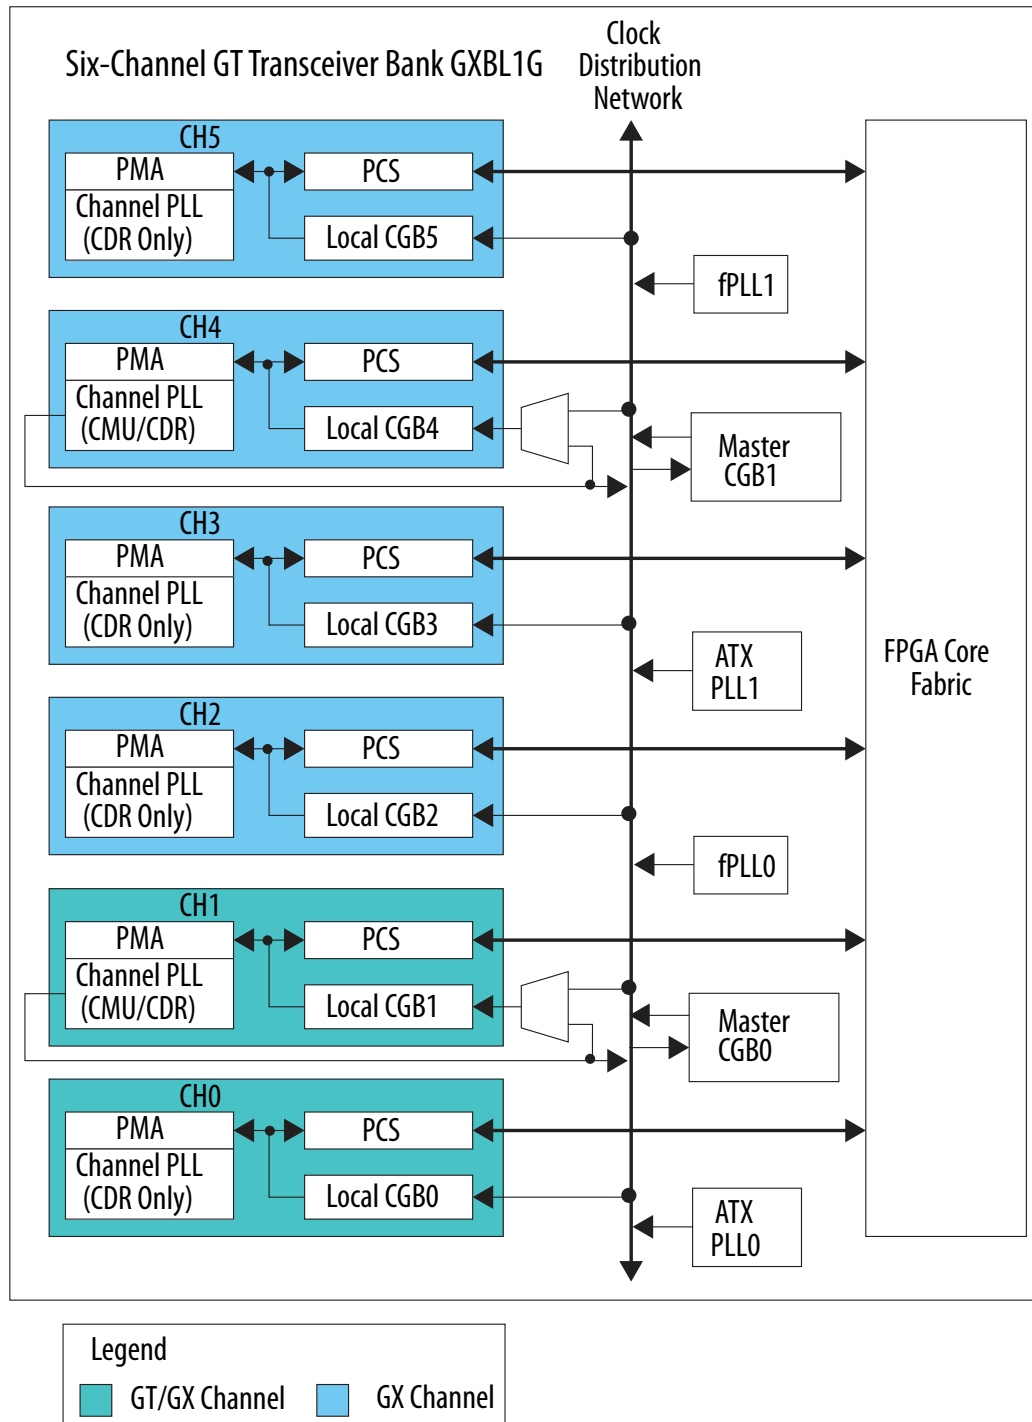 Six-Channel GT Transceiver Bank GXBL1G
Clock
Distribution
Network
CH5
PMA
Channel PLL
(CDR Only)
PCS
Local CGB5
fPLL1
CH4
PMA
Channel PLL
(CMU/CDR)
PCS
Local CGB4
Master
CGB1
CH3
PMA
Channel PLL
(CDR Only)
PCS
Local CGB3
ATX
PLL1
FPGA Core
Fabric
CH2
PMA
Channel PLL
(CDR Only)
PCS
Local CGB2
fPLL0
CH1
PMA
Channel PLL
(CMU/CDR)
PCS
Local CGB1
Master
CGB0
CH0
PMA
Channel PLL
(CDR Only)
PCS
Local CGB0
ATX
PLL0
Legend
GT/GX Channel
GX Channel